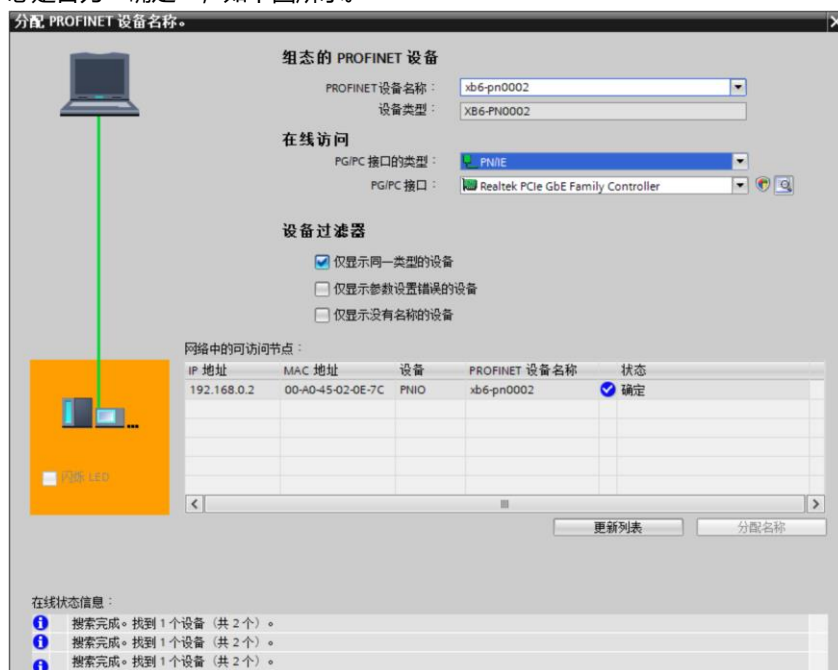 分配 PROFINET 设备名称。
组态的 PROFINET 设备
PROFINET设备名称: xb6-pn0002
设备类型: XB6-PN0002
在线访问
PG/PC 接口的类型: PN/IE
PG/PC 接口: Realtek PCIe GbE Family Controller
设备过滤器
仅显示同一类型的设备
仅显示参数设置错误的设备
仅显示没有名称的设备
网络中的可访问节点:
IP 地址 MAC 地址 设备 PROFINET 设备名称 状态
192.168.0.2 00-A0-45-02-0E-7C PNIO xb6-pn0002 确定
闪烁 LED
更新列表 分配名称
在线状态信息:
搜索完成。找到 1 个设备（共 2 个）。
搜索完成。找到 1 个设备（共 2 个）。
搜索完成。找到 1 个设备（共 2 个）。